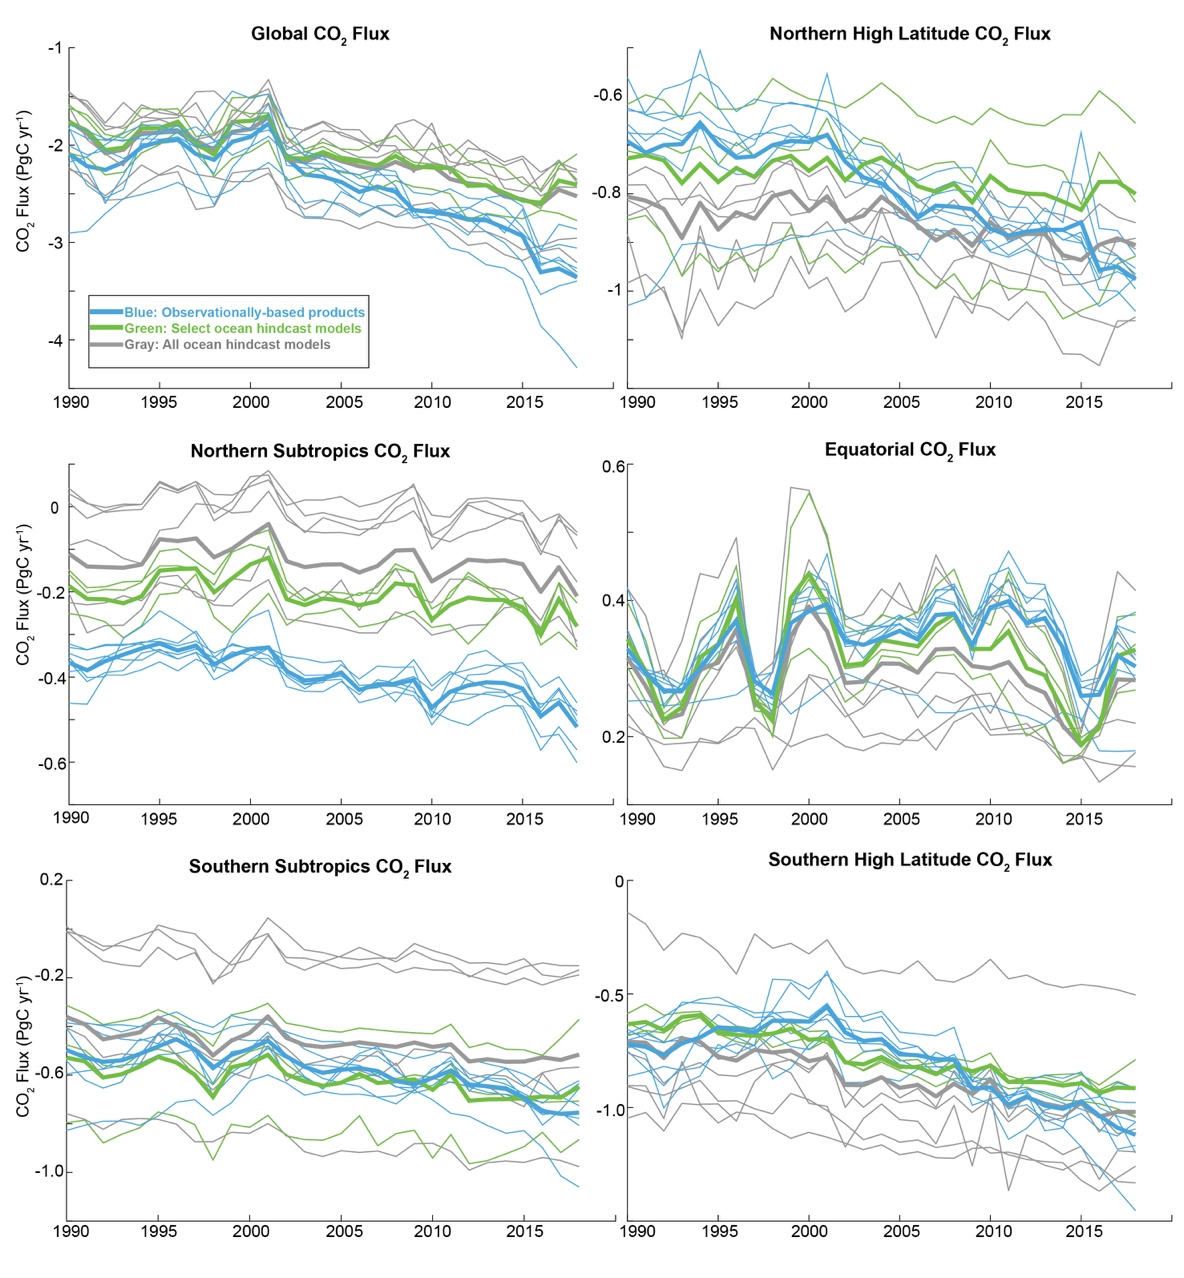 Global CO2 Flux
-1
-2
-3
-4
CO2 Flux (PgC yr-1)
Blue: Observationally-based products
Green: Select ocean hindcast models
Gray: All ocean hindcast models
1990 1995 2000 2005 2010 2015
Northern High Latitude CO2 Flux
-0.6
-0.8
-1
1990 1995 2000 2005 2010 2015
Northern Subtropics CO2 Flux
0
-0.2
-0.4
-0.6
CO2 Flux (PgC yr-1)
1990 1995 2000 2005 2010 2015
Equatorial CO2 Flux
0.6
0.4
0.2
1990 1995 2000 2005 2010 2015
Southern Subtropics CO2 Flux
0.2
-0.2
-0.6
-1.0
CO2 Flux (PgC yr-1)
1990 1995 2000 2005 2010 2015
Southern High Latitude CO2 Flux
0
-0.5
-1.0
1990 1995 2000 2005 2010 2015